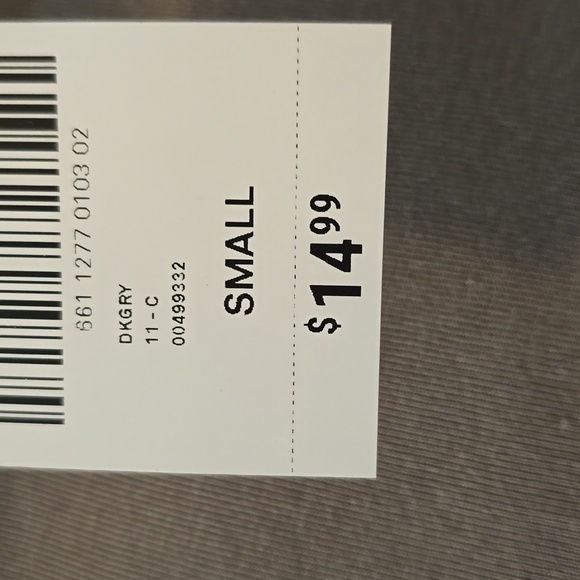 661 1277 0103 02
DKGRY
11-C
00499332
SMALL
$14.99